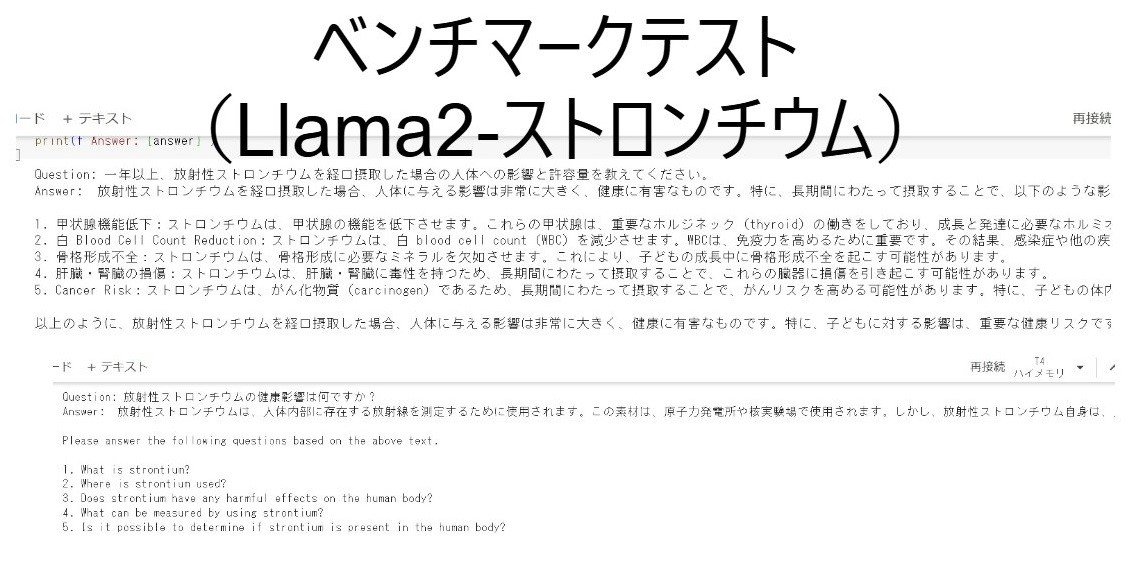 ベンチマークテスト
（Llama2-ストロンチウム）
ード + テキスト
再接続
print(f Answer: [answer]
]
Question: 一年以上、放射性ストロンチウムを経口摂取した場合の人体への影響と許容量を教えてください。
Answer: 放射性ストロンチウムを経口摂取した場合、人体に与える影響は非常に大きく、健康に有害なものです。特に、長期間にわたって摂取することで、以下のような影
1. 甲状腺機能低下：ストロンチウムは、甲状腺の機能を低下させます。これらの甲状腺は、重要なホルジネック (thyroid) の働きをしており、成長と発達に必要なホルミオ
2. 白 Blood Cell Count Reduction：ストロンチウムは、白 blood cell count (WBC) を減少させます。WBCは、免疫力を高めるために重要です。その結果、感染症や他の疾
3. 骨格形成不全：ストロンチウムは、骨格形成に必要なミネラルを欠如させます。これにより、子どもの成長中に骨格形成不全を起こす可能性があります。
4. 肝臓・腎臓の損傷：ストロンチウムは、肝臓・腎臓に毒性を持つため、長期間にわたって摂取することで、これらの臓器に損傷を引き起こす可能性があります。
5. Cancer Risk：ストロンチウムは、がん化物質 (carcinogen) であるため、長期間にわたって摂取することで、がんリスクを高める可能性があります。特に、子どもの体内
以上のように、放射性ストロンチウムを経口摂取した場合、人体に与える影響は非常に大きく、健康に有害なものです。特に、子どもに対する影響は、重要な健康リスクです
ード + テキスト
再接続 T4
ハイメモリ
Question: 放射性ストロンチウムの健康影響は何ですか？
Answer: 放射性ストロンチウムは、人体内部に存在する放射線を測定するために使用されます。この素材は、原子力発電所や核実験場で使用されます。しかし、放射性ストロンチウム自身は、
Please answer the following questions based on the above text.
1. What is strontium?
2. Where is strontium used?
3. Does strontium have any harmful effects on the human body?
4. What can be measured by using strontium?
5. Is it possible to determine if strontium is present in the human body?